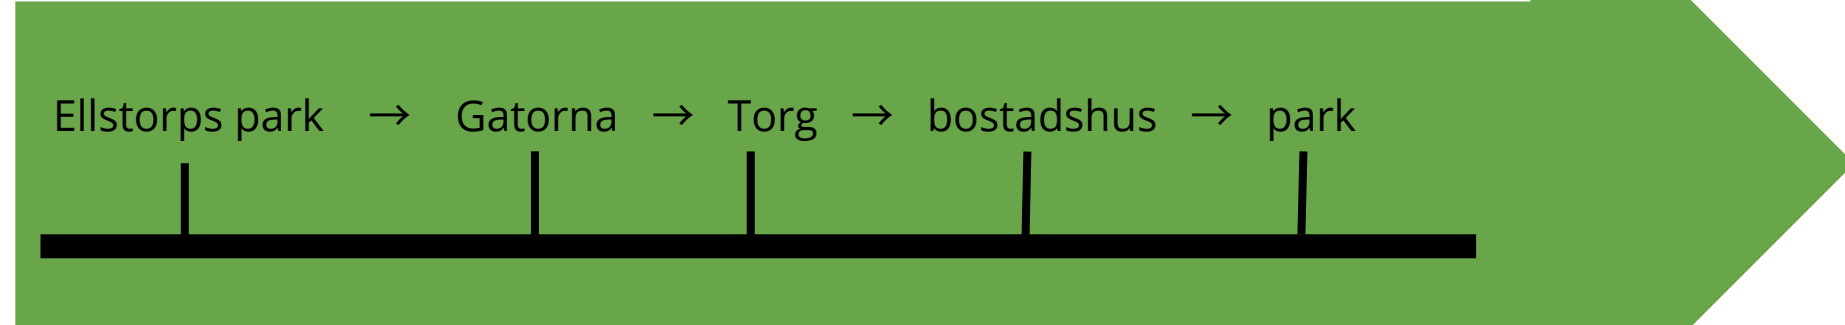 Ellstorps park → Gatorna → Torg → bostadshus → park